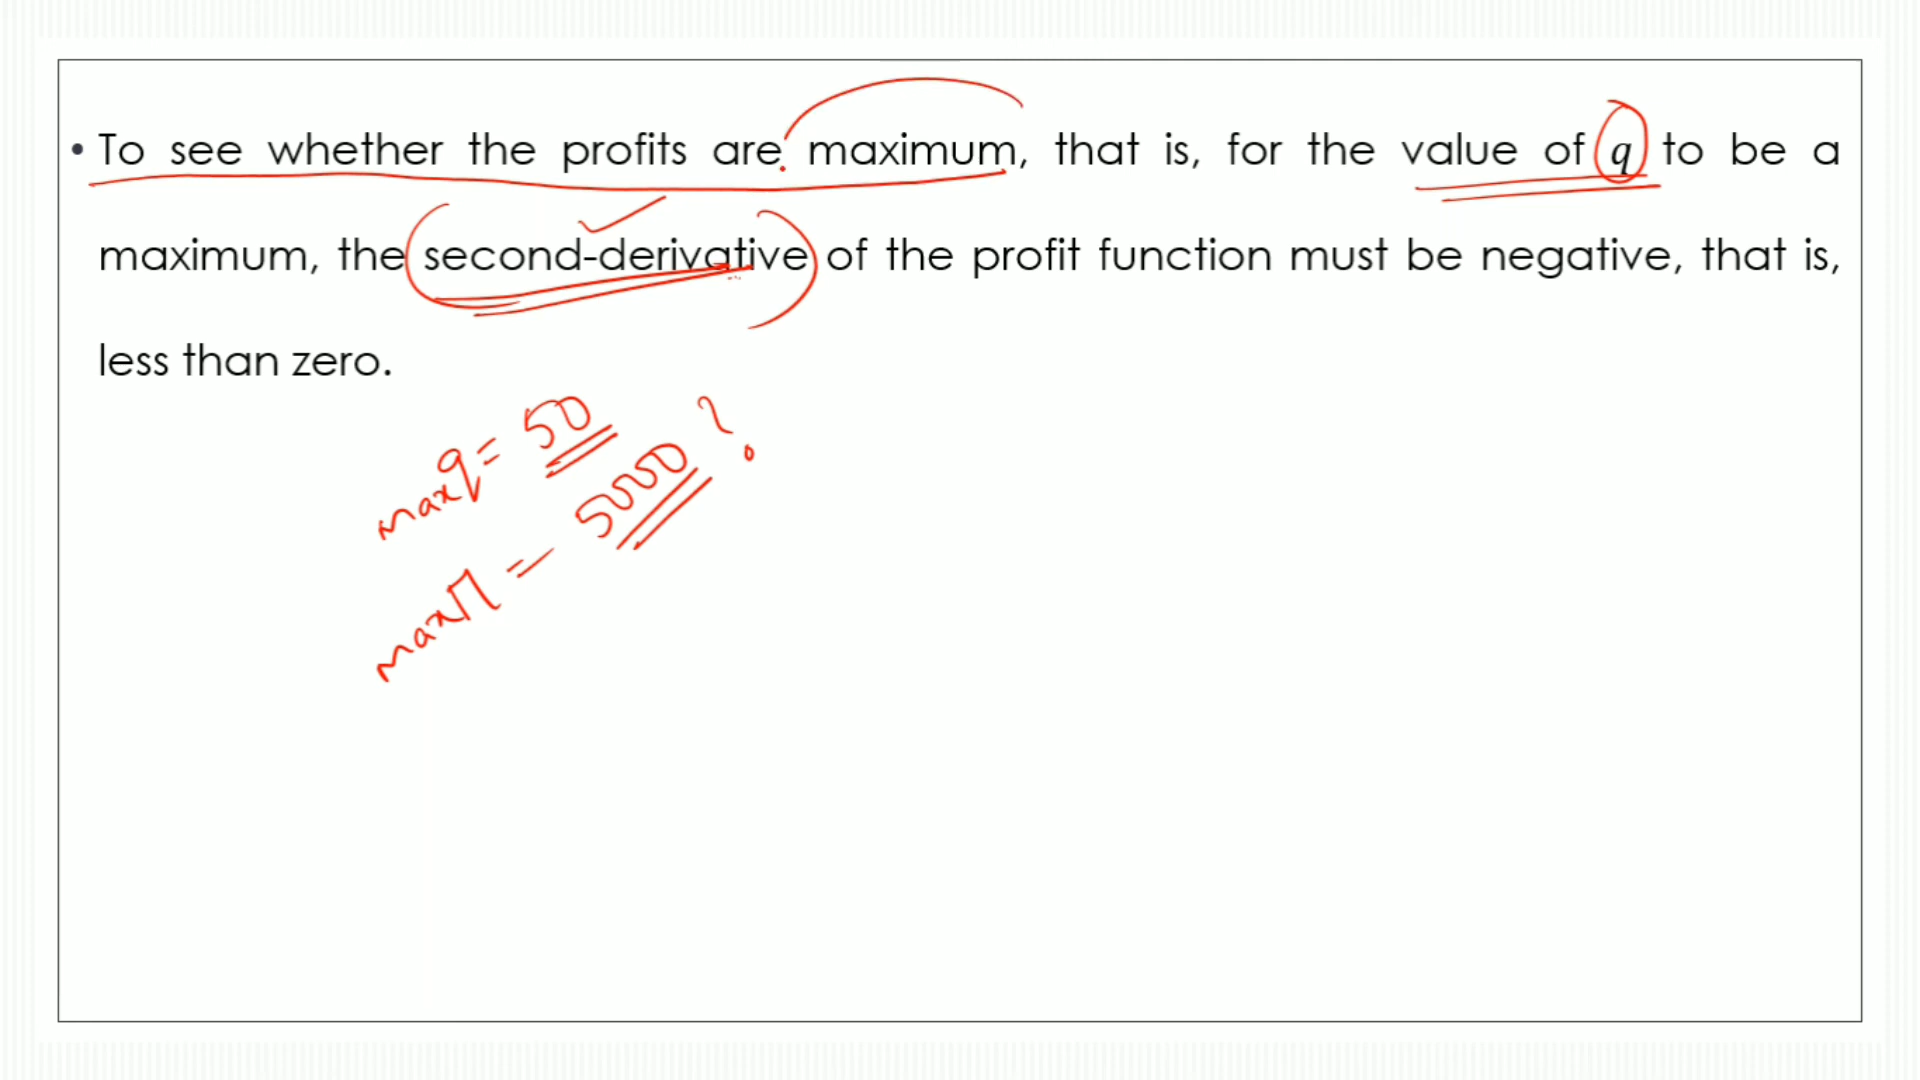 • To see whether the profits are maximum, that is, for the value of q to be a
maximum, the second-derivative of the profit function must be negative, that is,
less than zero.
max q = 50
max Π = 5000 ?